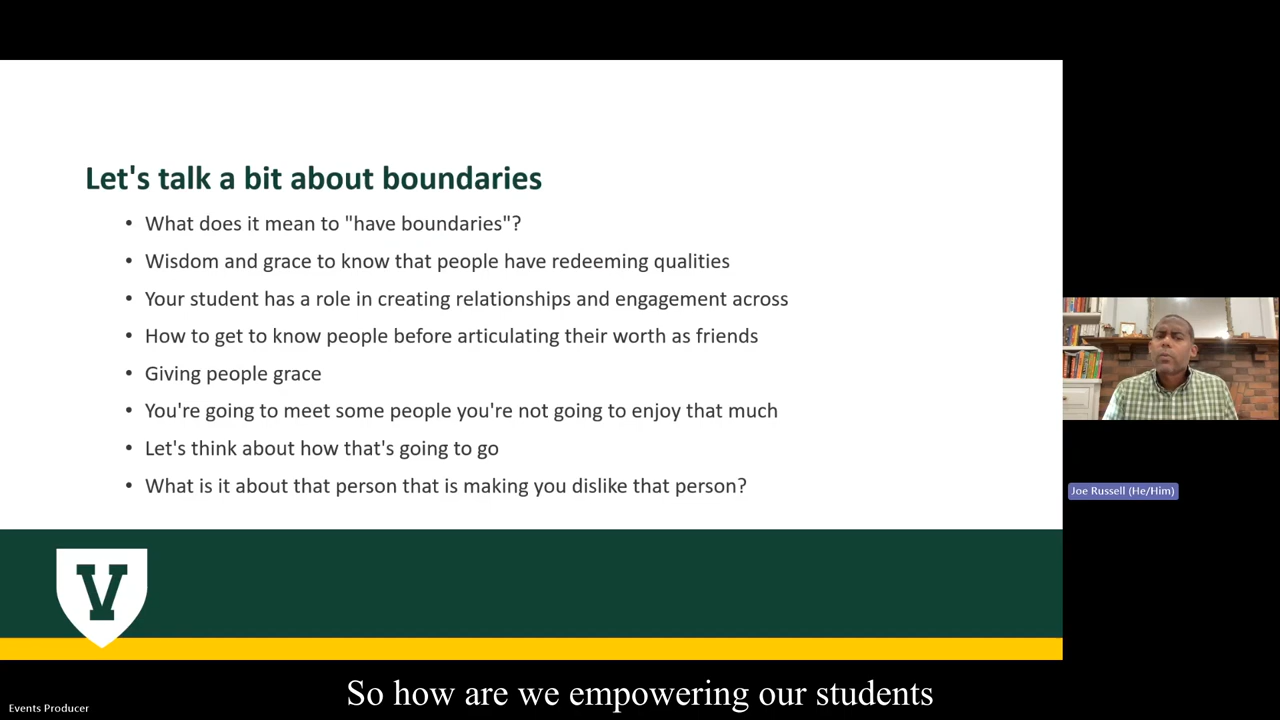 Let's talk a bit about boundaries
• What does it mean to "have boundaries"?
• Wisdom and grace to know that people have redeeming qualities
• Your student has a role in creating relationships and engagement across
• How to get to know people before articulating their worth as friends
• Giving people grace
• You're going to meet some people you're not going to enjoy that much
• Let's think about how that's going to go
• What is it about that person that is making you dislike that person?
Joe Russell (He/Him)
V
So how are we empowering our students
Events Producer